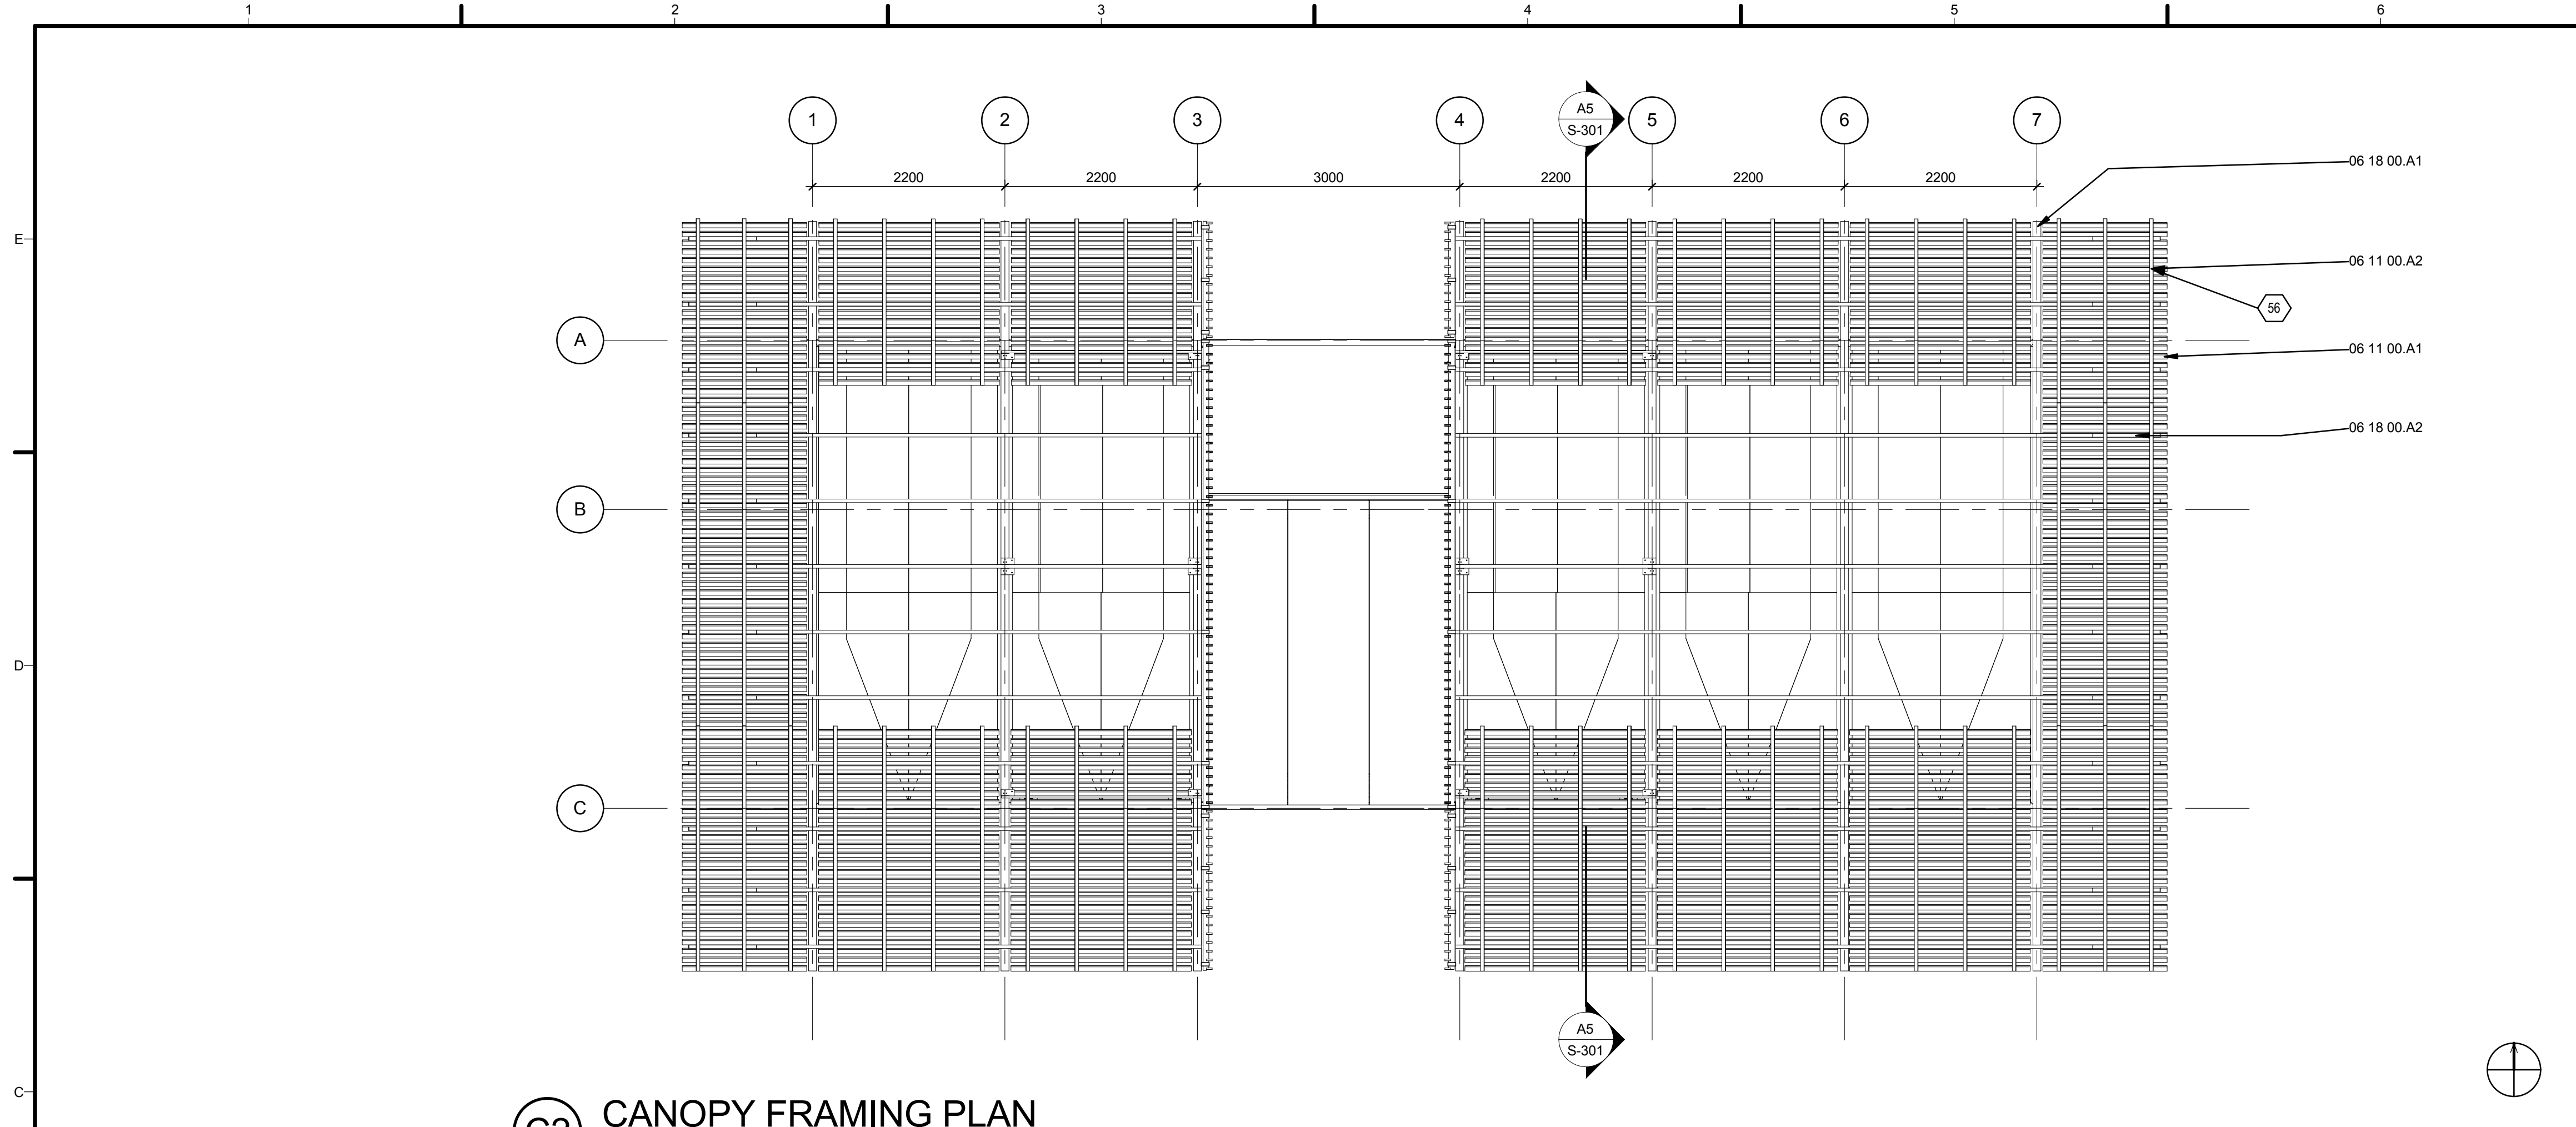 1 2 3 4 5 6
1 2 3 4 A5 5 6 7
S-301
06 18 00.A1
2200 2200 3000 2200 2200 2200
E
06 11 00.A2
56
A
06 11 00.A1
06 18 00.A2
B
D
C
A5
S-301
C
CANOPY FRAMING PLAN